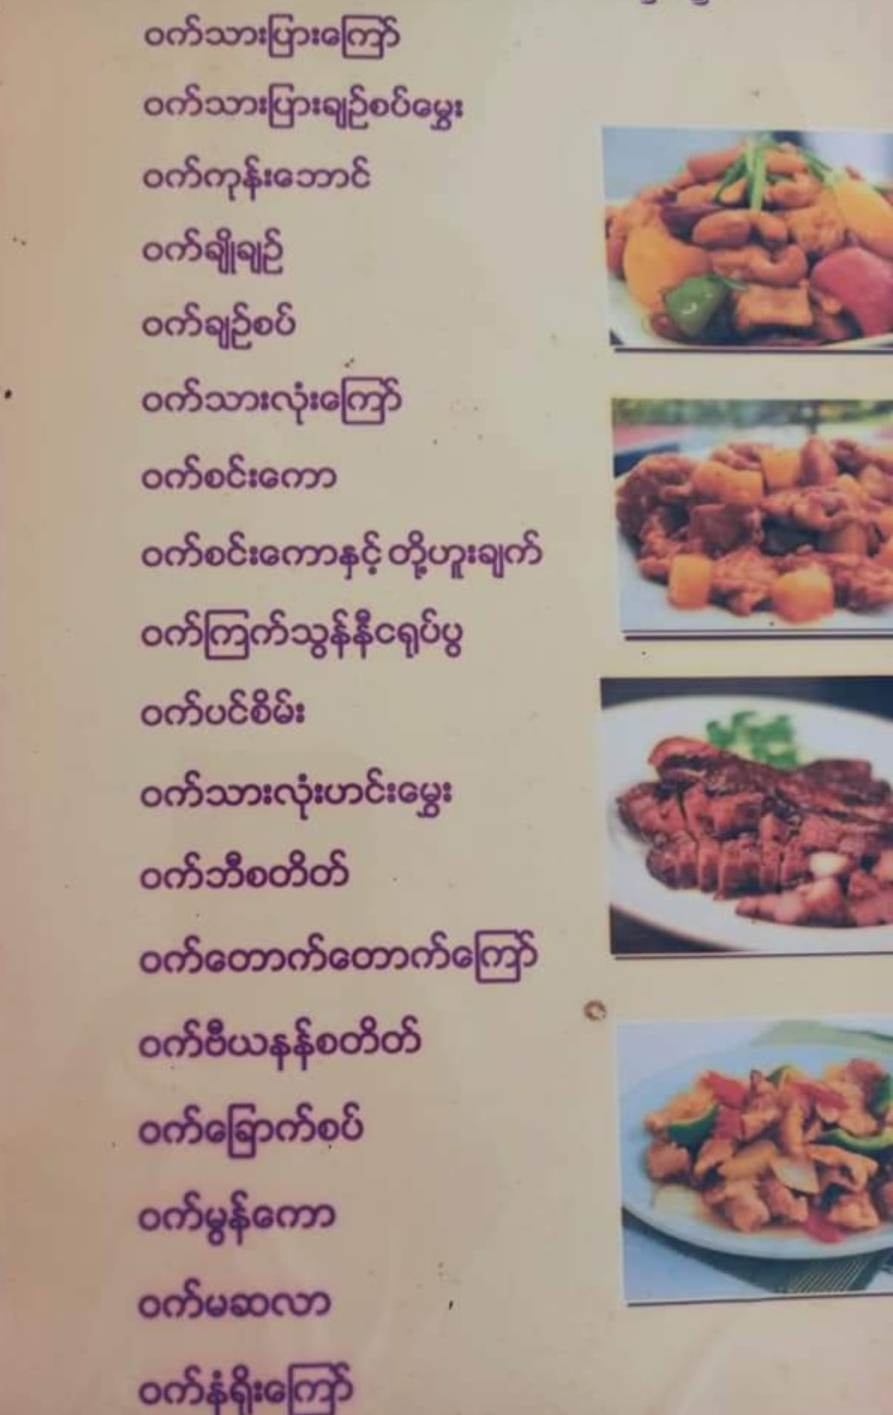 ဝက်သားပြားကြော်
ဝက်သားပြားချဉ်စပ်မွှေး
ဝက်ကုန်းဘောင်
ဝက်ချိုချဉ်
ဝက်ချဉ်စပ်
ဝက်သားလုံးကြော်
ဝက်စင်းကော
ဝက်စင်းကောနှင့် တို့ဟူးချက်
ဝက်ကြက်သွန်နီငရုပ်ပွ
ဝက်ပင်စိမ်း
ဝက်သားလုံးဟင်းမွှေး
ဝက်ဘီစတိတ်
ဝက်တောက်တောက်ကြော်
ဝက်ဗီယနန်စတိတ်
ဝက်ခြောက်စပ်
ဝက်မွန်ကော
ဝက်မဆလာ
ဝက်နံရိုးကြော်